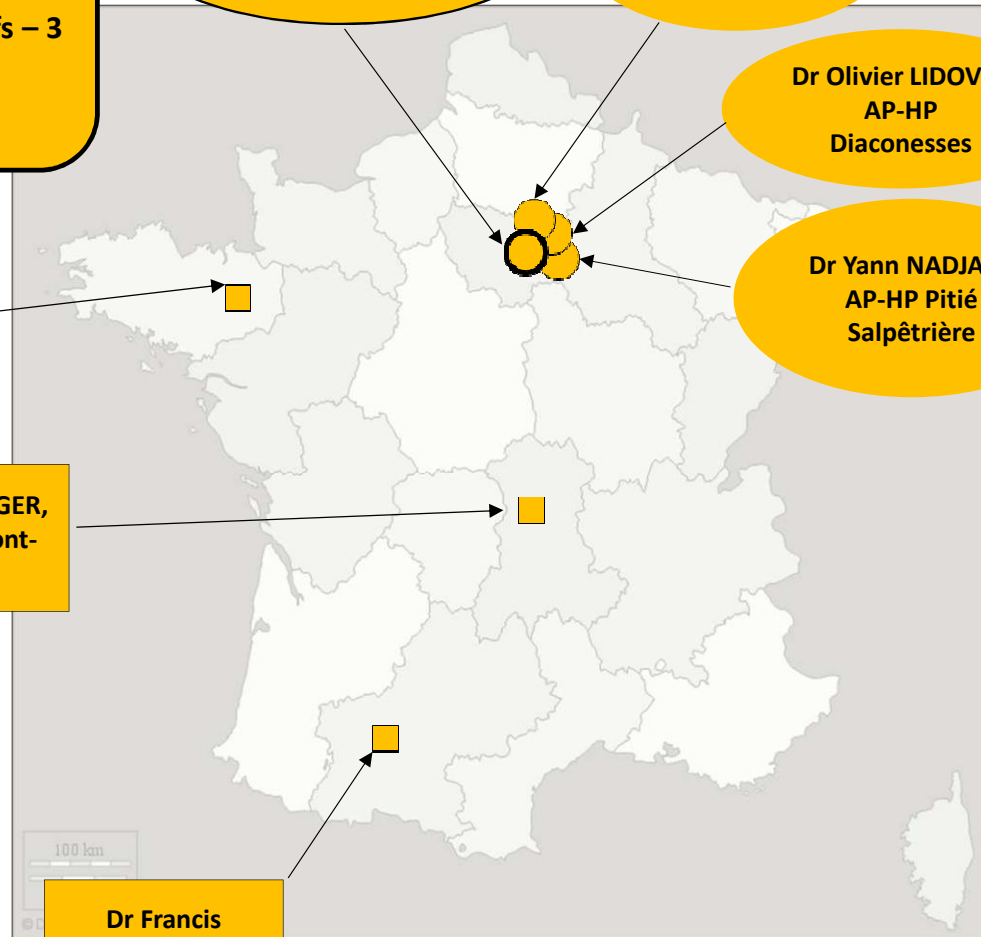 fs – 3
Dr Olivier LIDOV
AP-HP
Diaconesses
Dr Yann NADJA
AP-HP Pitié
Salpêtrière
GER,
ont-
100 km
Dr Francis
© D